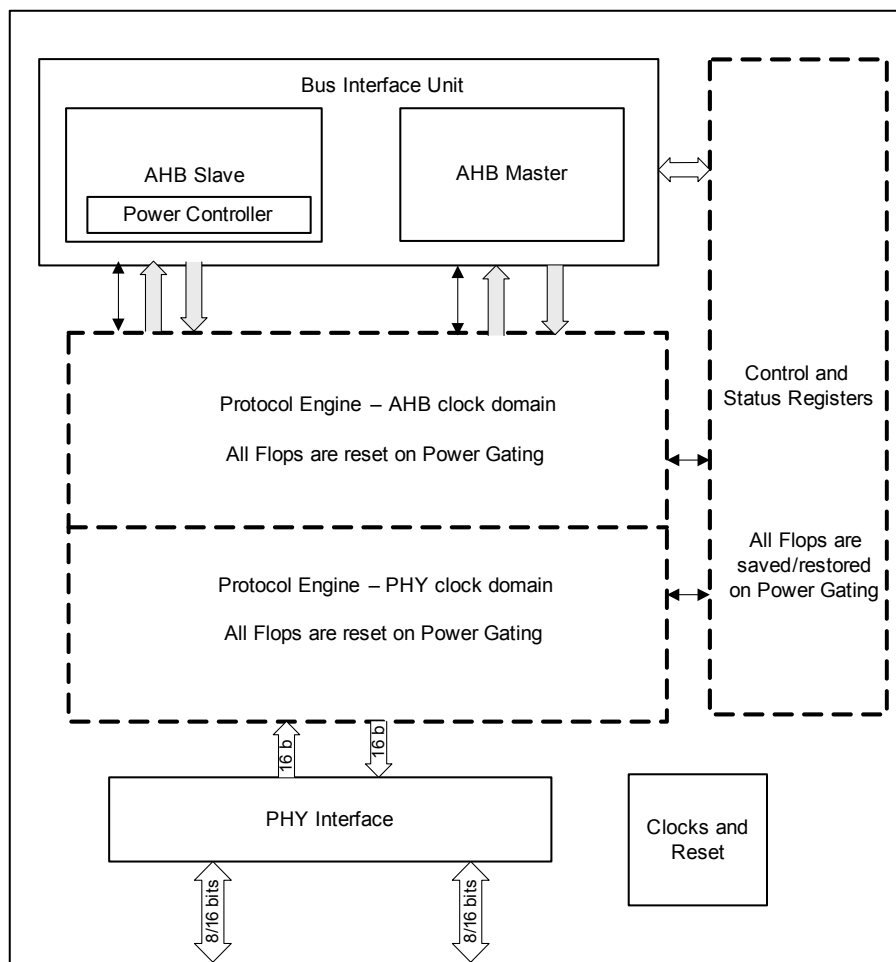 Bus Interface Unit
AHB Slave
Power Controller
AHB Master
Control and
Status Registers
All Flops are
saved/restored
on Power Gating
Protocol Engine – AHB clock domain
All Flops are reset on Power Gating
Protocol Engine – PHY clock domain
All Flops are reset on Power Gating
16 b
16 b
PHY Interface
Clocks and
Reset
8/16 bits
8/16 bits